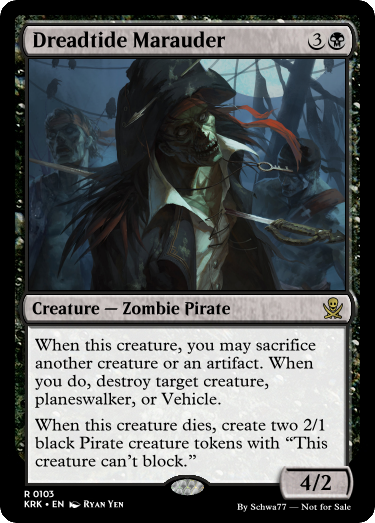 Dreadtide Marauder 3
Creature — Zombie Pirate
When this creature, you may sacrifice
another creature or an artifact. When
you do, destroy target creature,
planeswalker, or Vehicle.
When this creature dies, create two 2/1
black Pirate creature tokens with “This
creature can’t block.”
4/2
R 0103
KRK • EN Ryan Yen
By Schwa77 — Not for Sale